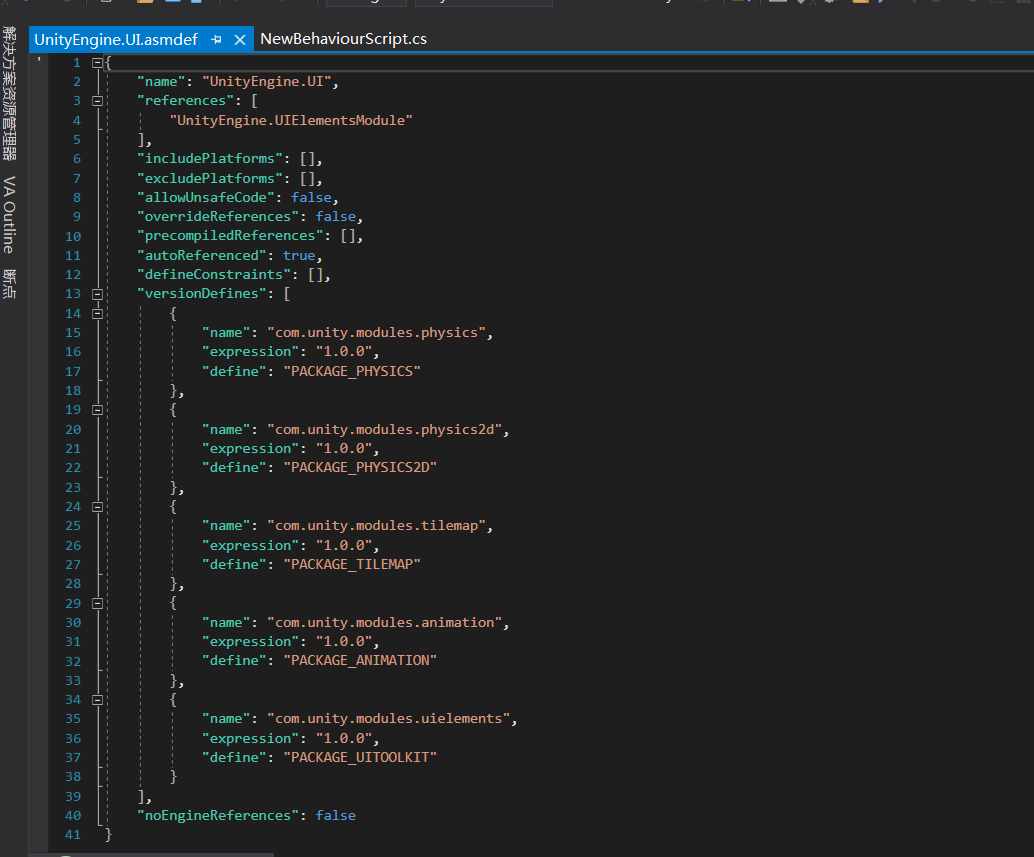 解决方案资源管理器
VA Outline
断点
UnityEngine.UI.asmdef
NewBehaviourScript.cs
1 {
2 "name": "UnityEngine.UI",
3 "references": [
4 "UnityEngine.UIElementsModule"
5 ],
6 "includePlatforms": [],
7 "excludePlatforms": [],
8 "allowUnsafeCode": false,
9 "overrideReferences": false,
10 "precompiledReferences": [],
11 "autoReferenced": true,
12 "defineConstraints": [],
13 "versionDefines": [
14 {
15 "name": "com.unity.modules.physics",
16 "expression": "1.0.0",
17 "define": "PACKAGE_PHYSICS"
18 },
19 {
20 "name": "com.unity.modules.physics2d",
21 "expression": "1.0.0",
22 "define": "PACKAGE_PHYSICS2D"
23 },
24 {
25 "name": "com.unity.modules.tilemap",
26 "expression": "1.0.0",
27 "define": "PACKAGE_TILEMAP"
28 },
29 {
30 "name": "com.unity.modules.animation",
31 "expression": "1.0.0",
32 "define": "PACKAGE_ANIMATION"
33 },
34 {
35 "name": "com.unity.modules.uielements",
36 "expression": "1.0.0",
37 "define": "PACKAGE_UITOOLKIT"
38 }
39 ],
40 "noEngineReferences": false
41 }